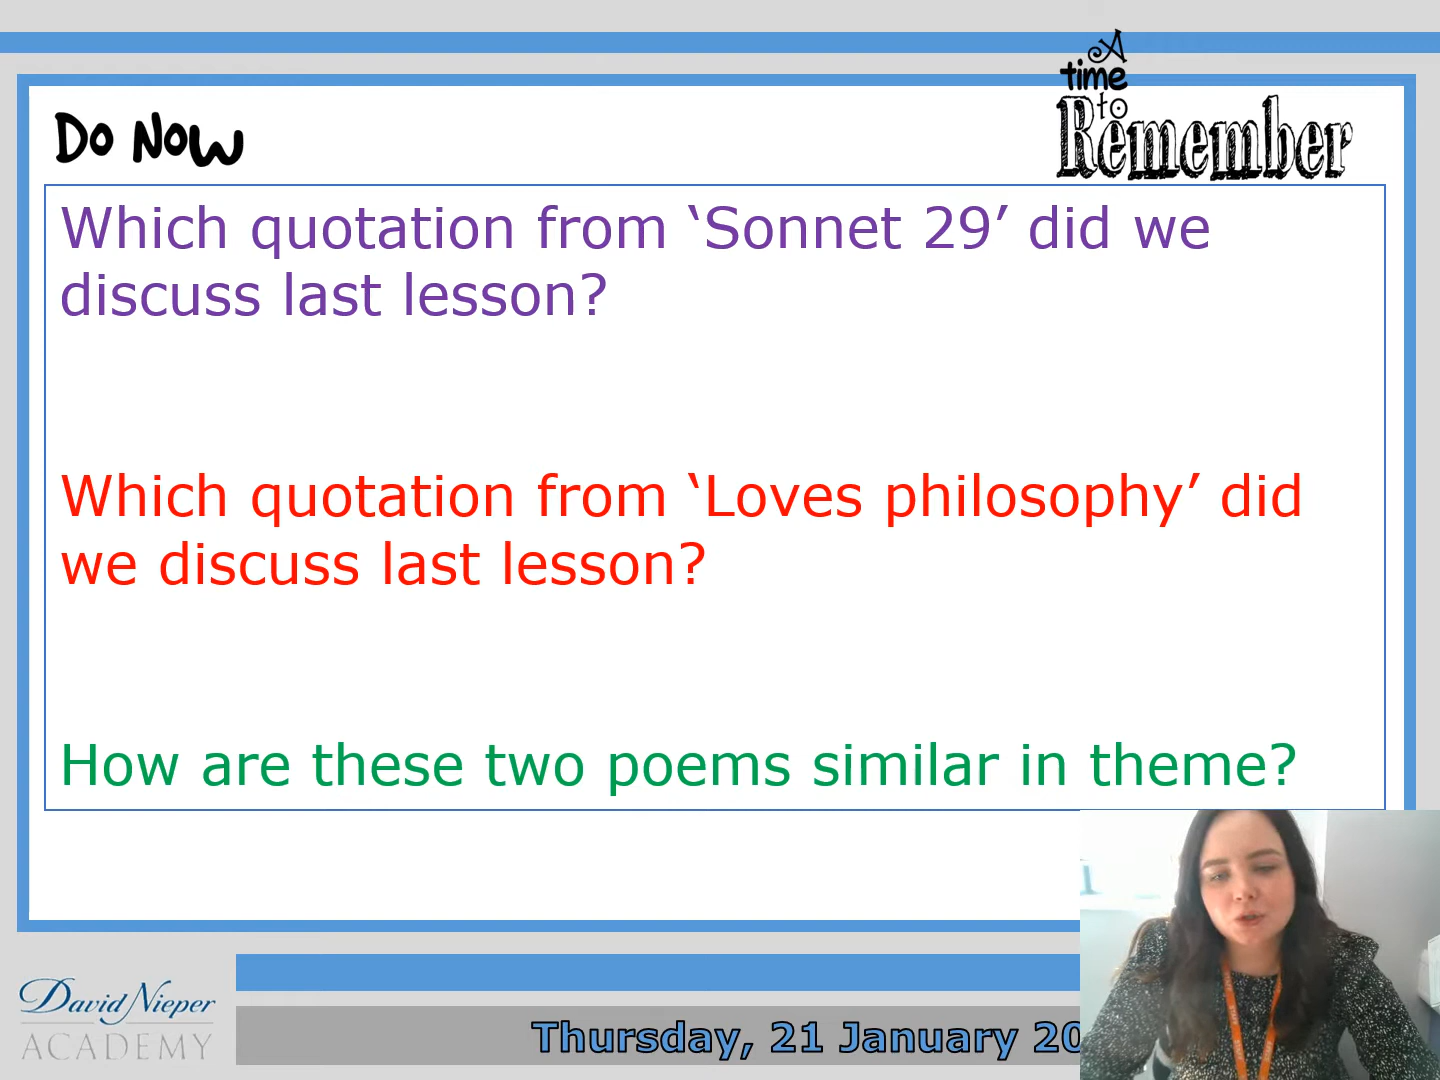 A
time
to
Remember
Do Now
Which quotation from ‘Sonnet 29’ did we
discuss last lesson?
Which quotation from ‘Loves philosophy’ did
we discuss last lesson?
How are these two poems similar in theme?
David Nieper
ACADEMY
Thursday, 21 January 20